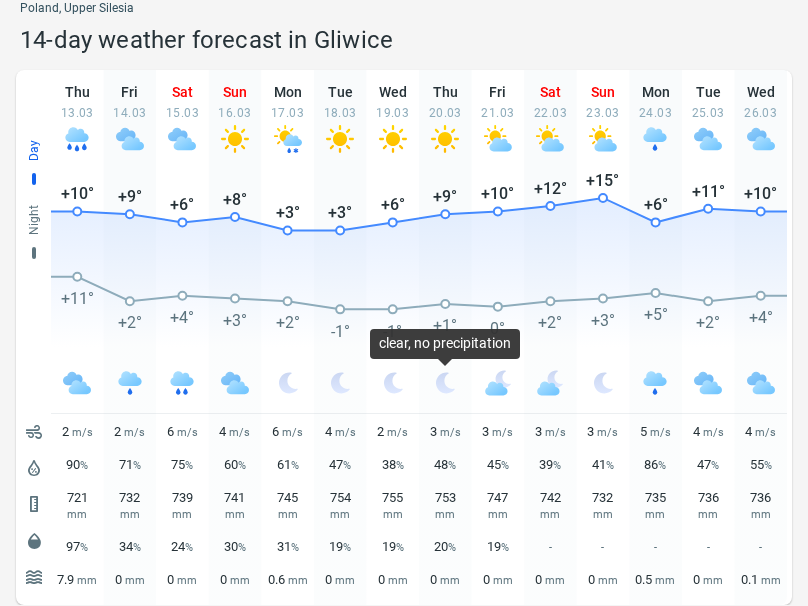 Poland, Upper Silesia
14-day weather forecast in Gliwice
Thu Fri Sat Sun Mon Tue Wed Thu Fri Sat Sun Mon Tue Wed
13.03 14.03 15.03 16.03 17.03 18.03 19.03 20.03 21.03 22.03 23.03 24.03 25.03 26.03
Day
+10° +9° +6° +8° +3° +3° +6° +9° +10° +12° +15° +6° +11° +10°
Night
+11° +2° +4° +3° +2° -1° +1° 0° +2° +3° +5° +2° +4°
clear, no precipitation
2 m/s 2 m/s 6 m/s 4 m/s 6 m/s 4 m/s 2 m/s 3 m/s 3 m/s 3 m/s 3 m/s 5 m/s 4 m/s 4 m/s
90% 71% 75% 60% 61% 47% 38% 48% 45% 39% 41% 86% 47% 55%
721 732 739 741 745 754 755 753 747 742 732 735 736 736
mm mm mm mm mm mm mm mm mm mm mm mm mm mm
97% 34% 24% 30% 31% 19% 19% 20% 19% - - - - -
7.9 mm 0 mm 0 mm 0 mm 0.6 mm 0 mm 0 mm 0 mm 0 mm 0 mm 0 mm 0.5 mm 0 mm 0.1 mm